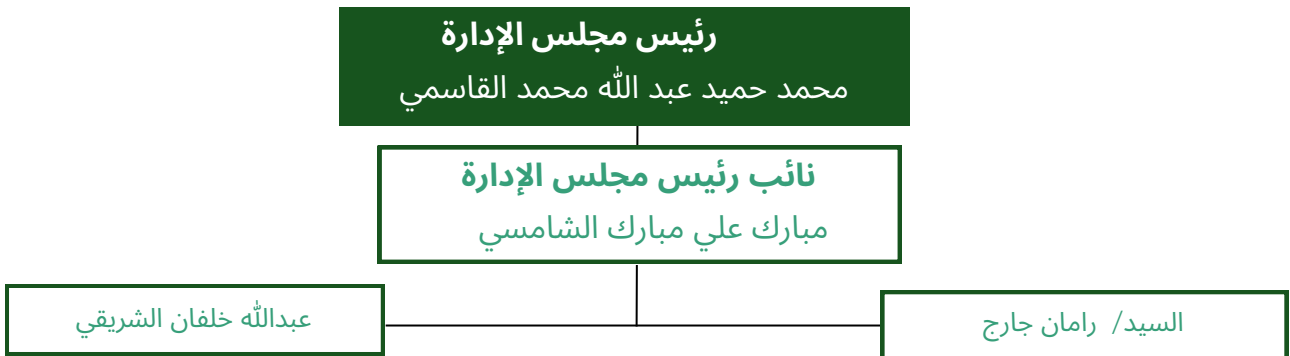 رئيس مجلس الإدارة
محمد حميد عبد الله محمد القاسمي
نائب رئيس مجلس الإدارة
مبارك علي مبارك الشامسي
السيد/ رامان جارج
عبدالله خلفان الشريقي